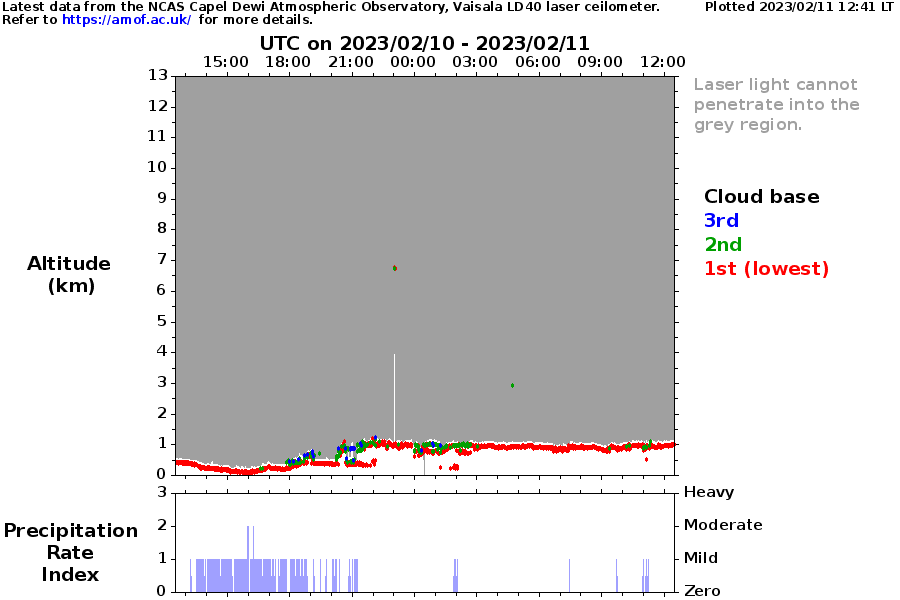 Latest data from the NCAS Capel Dewi Atmospheric Observatory, Vaisala LD40 laser ceilometer. Plotted 2023/02/11 12:41 LT
Refer to https://amof.ac.uk/ for more details.
UTC on 2023/02/10 - 2023/02/11
15:00 18:00 21:00 00:00 03:00 06:00 09:00 12:00
13
12
11
10
9
8
7
6
5
4
3
2
1
0
Altitude
(km)
Laser light cannot
penetrate into the
grey region.
Cloud base
3rd
2nd
1st (lowest)
3 Heavy
2 Moderate
1 Mild
0 Zero
Precipitation
Rate
Index